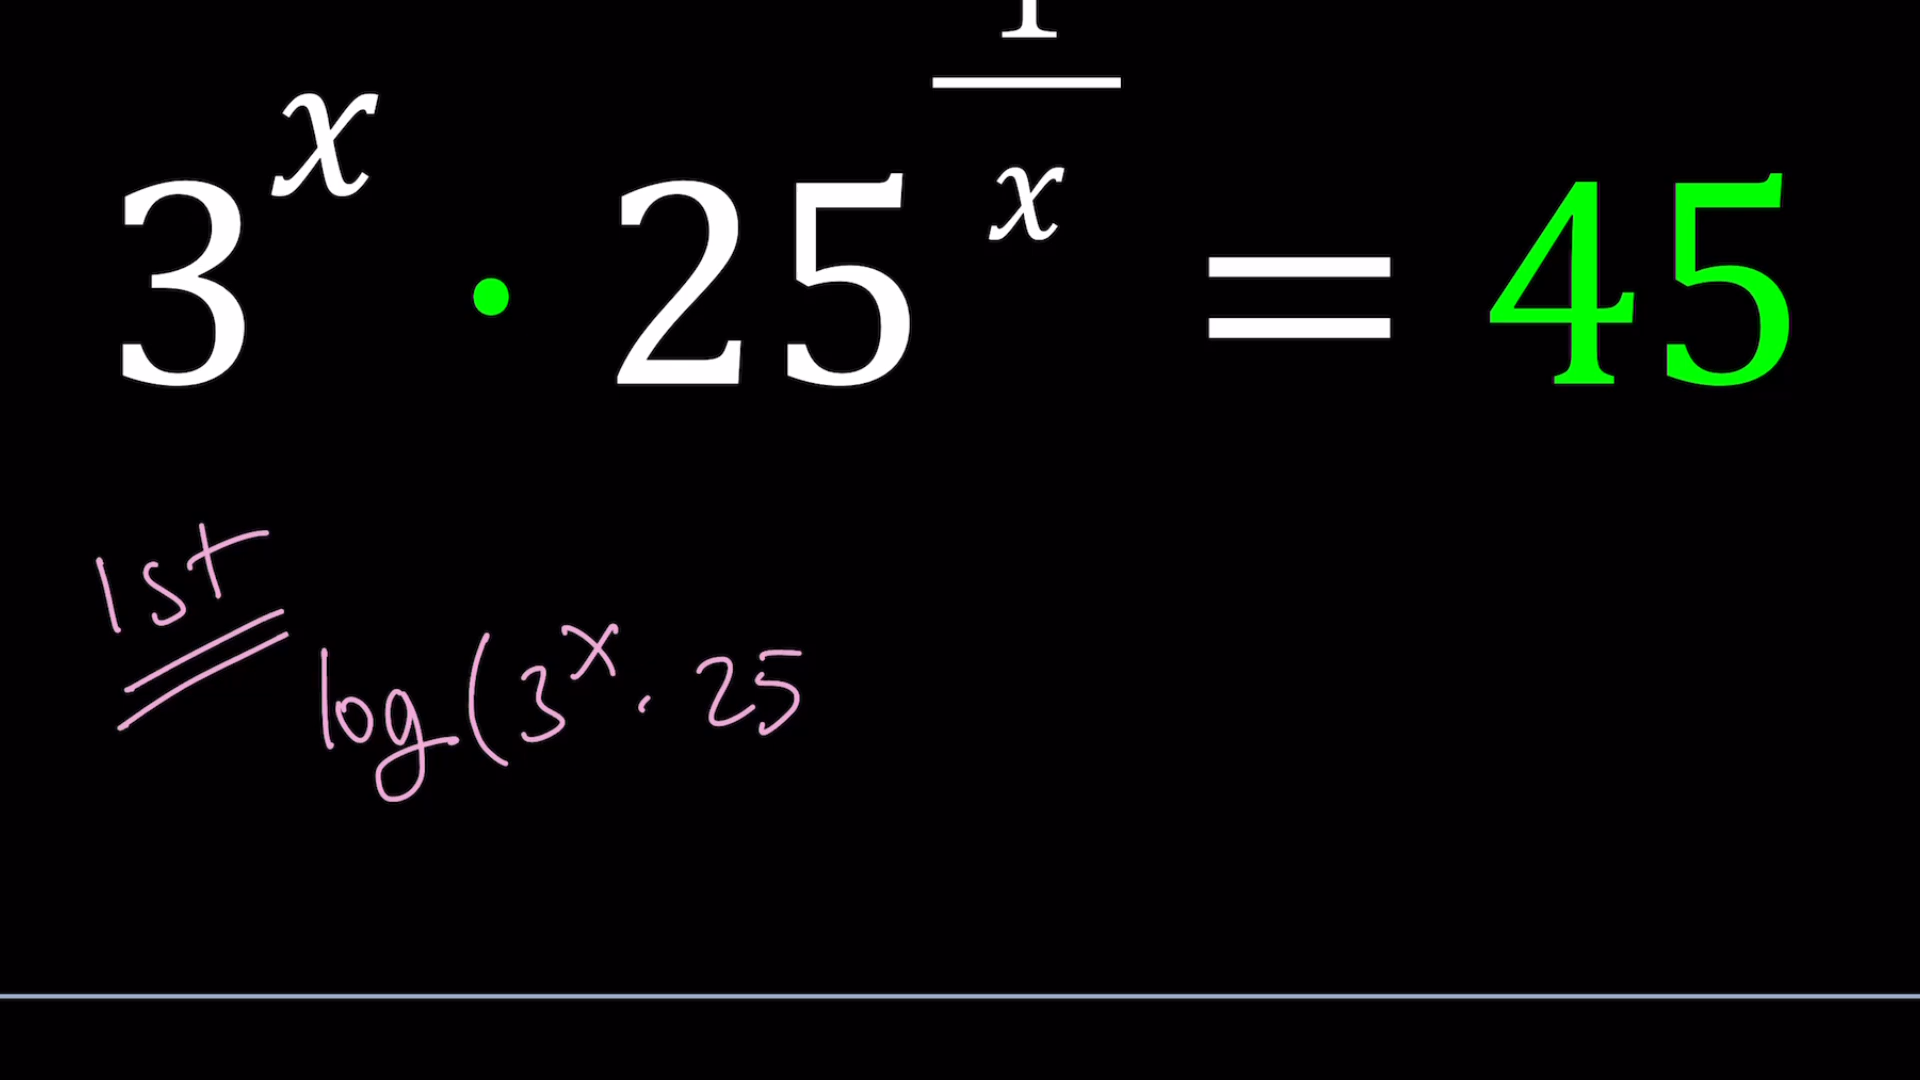 3^x · 25^(1/x) = 45
1st
log(3^x · 25